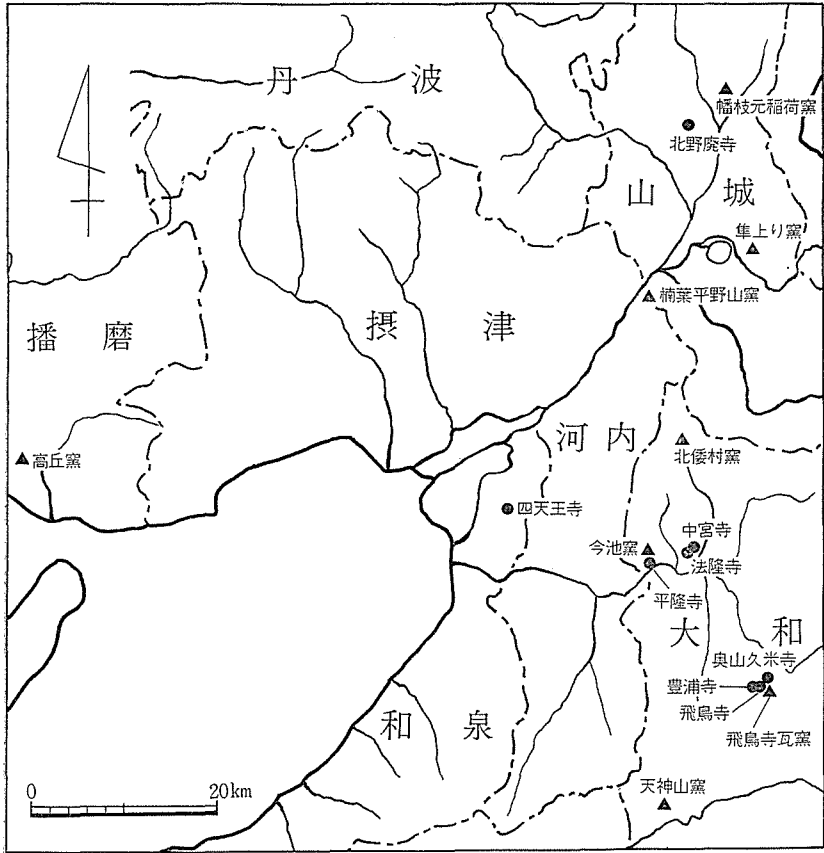 丹波
幡枝元稲荷窯
北野廃寺
山城
隼上り窯
楠葉平野山窯
播磨
摂津
河内
北倭村窯
高丘窯
四天王寺
中宮寺
今池窯
法隆寺
平隆寺
大和
奥山久米寺
豊浦寺
飛鳥寺
飛鳥寺瓦窯
和泉
天神山窯
0 20km